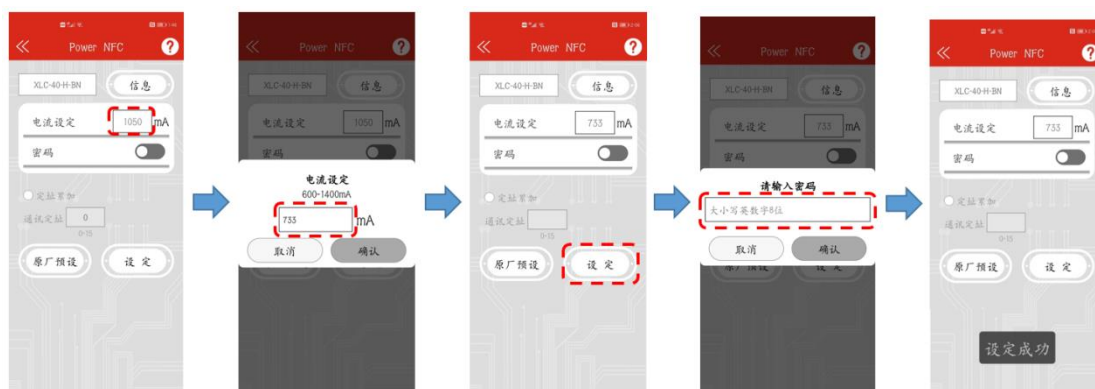 Power NFC
?
XLC-40-H-BN
信息
电流设定
1050
mA
密码
定址累加
通讯定址
0
0-15
原厂预设
设 定
Power NFC
?
XLC-40-H-BN
信息
电流设定
1050
mA
密码
电流设定
600-1400mA
733
mA
取消
确认
Power NFC
?
XLC-40-H-BN
信息
电流设定
733
mA
密码
定址累加
通讯定址
0-15
原厂预设
设 定
Power NFC
?
XLC-40-H-BN
信息
电流设定
733
mA
密码
请输入密码
大小写英数字8位
取消
确认
原厂预设
设 定
Power NFC
?
XLC-40-H-BN
信息
电流设定
733
mA
密码
定址累加
通讯定址
0-15
原厂预设
设 定
设定成功